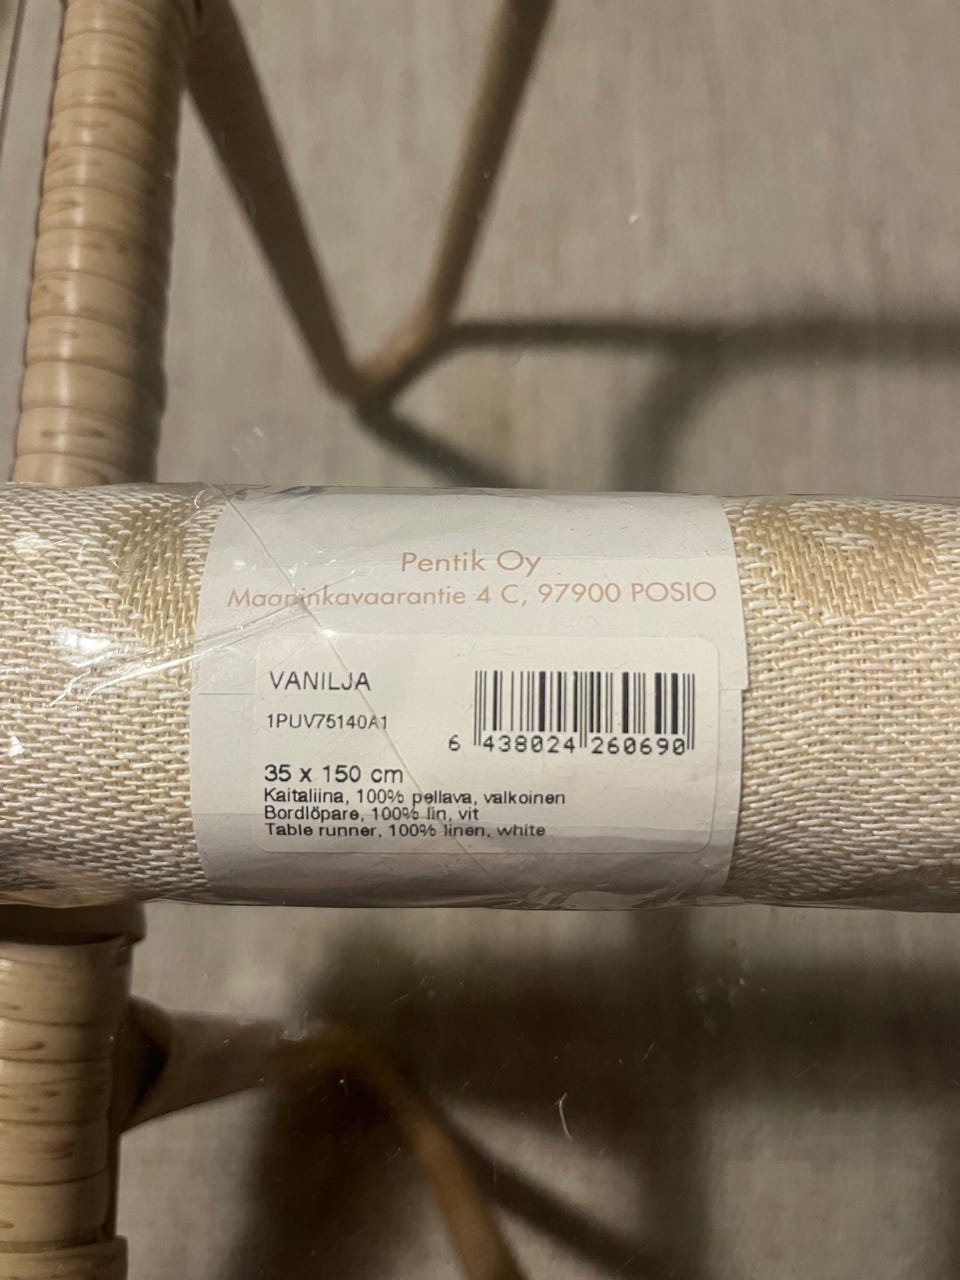 Pentik Oy
Maaninkavaarantie 4 C, 97900 POSIO
VANILJA
1PUV75140A1
6 438024 260690
35 x 150 cm
Kaitaliina, 100% pellava, valkoinen
Bordlöpare, 100% lin, vit
Table runner, 100% linen, white